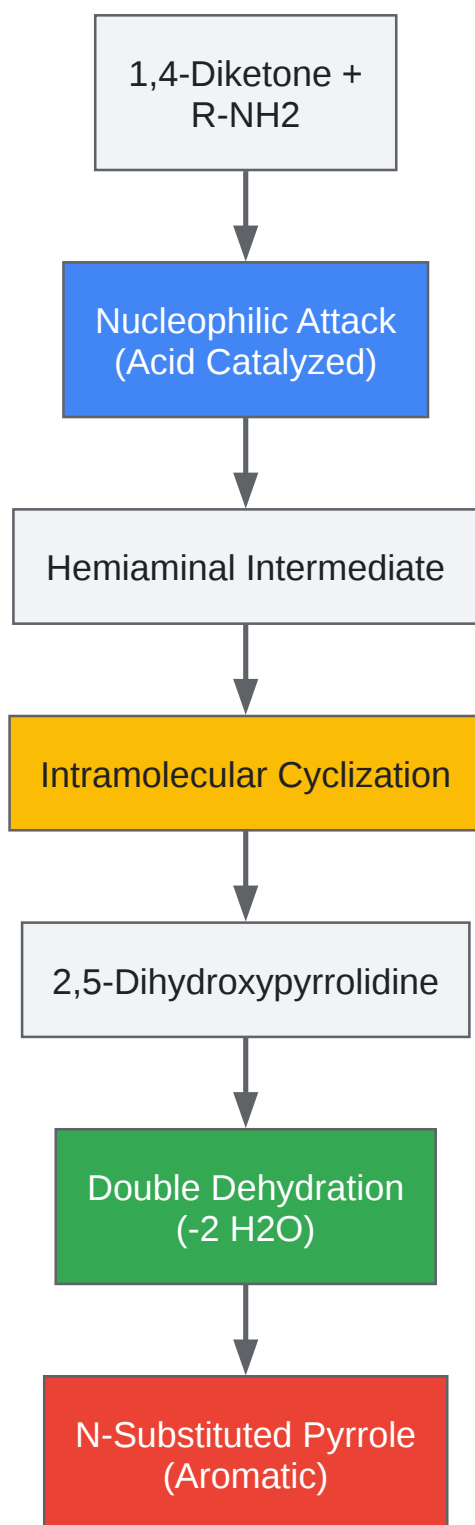 1,4-Diketone +
R-NH2
Nucleophilic Attack
(Acid Catalyzed)
Hemiaminal Intermediate
Intramolecular Cyclization
2,5-Dihydroxypyrrolidine
Double Dehydration
(-2 H2O)
N-Substituted Pyrrole
(Aromatic)